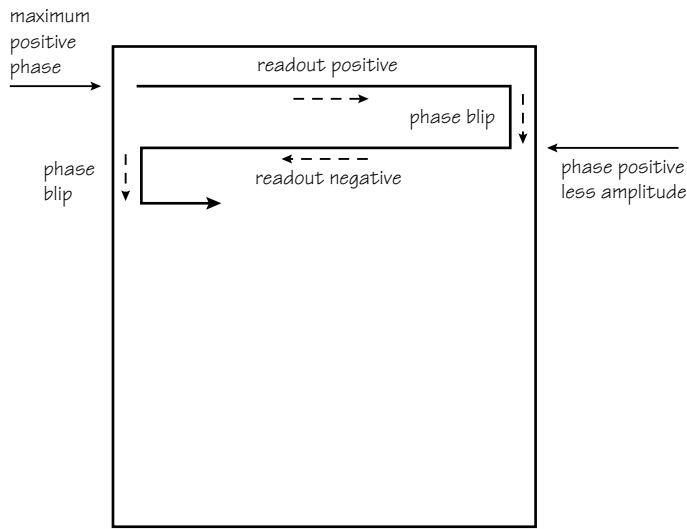 maximum
positive
phase
readout positive
phase blip
phase
blip
readout negative
phase positive
less amplitude